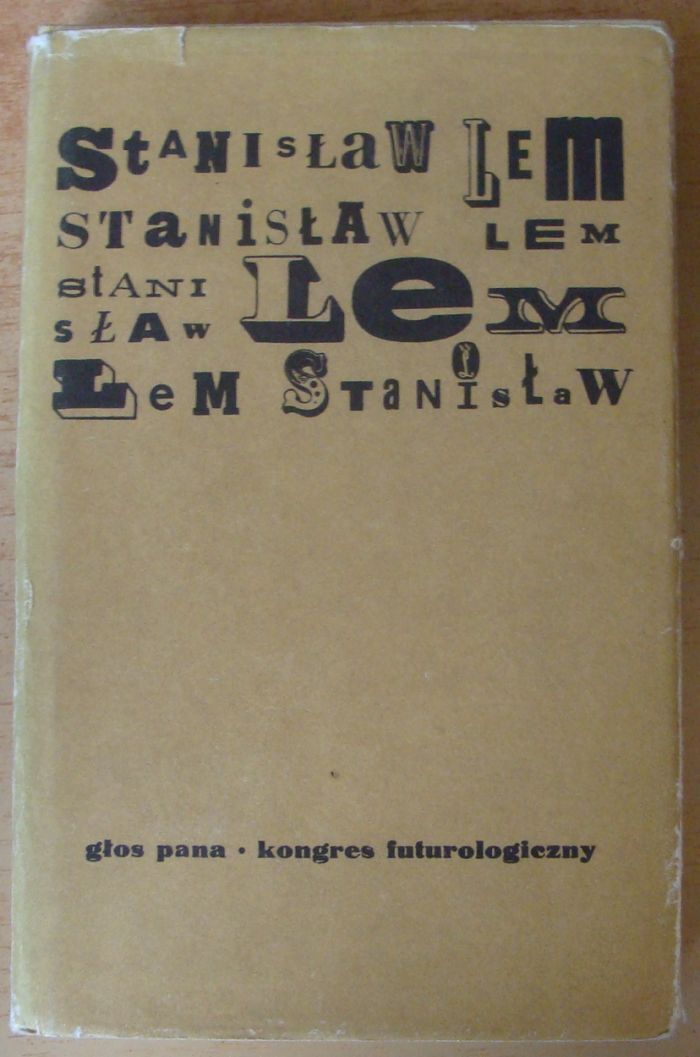 StANIsŁaW LEm
STaNiSŁAW LEM
StANI
sŁAw LeM
LeM STaNIsŁaW
głos pana • kongres futurologiczny